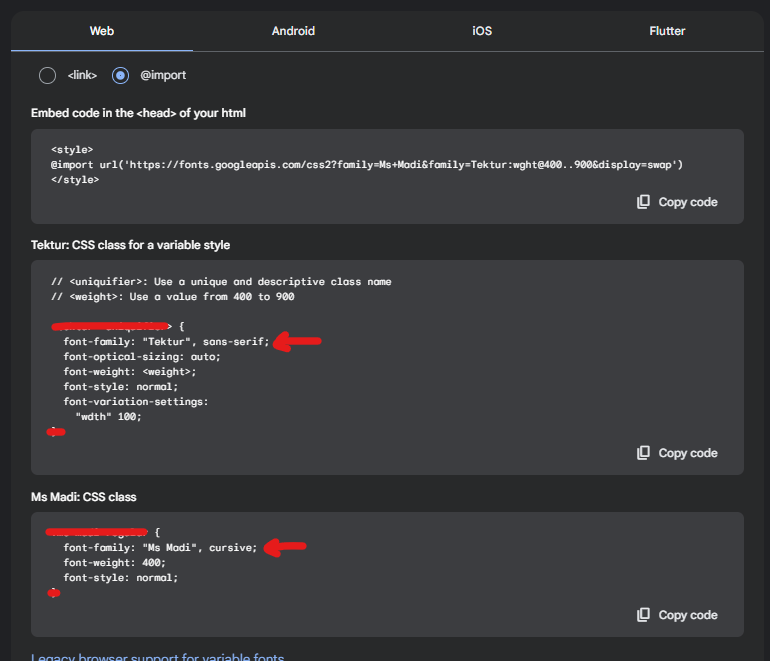 Web
Android
iOS
Flutter
<link>
@import
Embed code in the <head> of your html
<style>
@import url('https://fonts.googleapis.com/css2?family=Ms+Madi&family=Tektur:wght@400..900&display=swap')
</style>
Copy code
Tektur: CSS class for a variable style
// <uniquifier>: Use a unique and descriptive class name
// <weight>: Use a value from 400 to 900
> {
font-family: "Tektur", sans-serif;
font-optical-sizing: auto;
font-weight: <weight>;
font-style: normal;
font-variation-settings:
"wdth" 100;
Copy code
Ms Madi: CSS class
{
font-family: "Ms Madi", cursive;
font-weight: 400;
font-style: normal;
Copy code
Legacy browser support for variable fonts